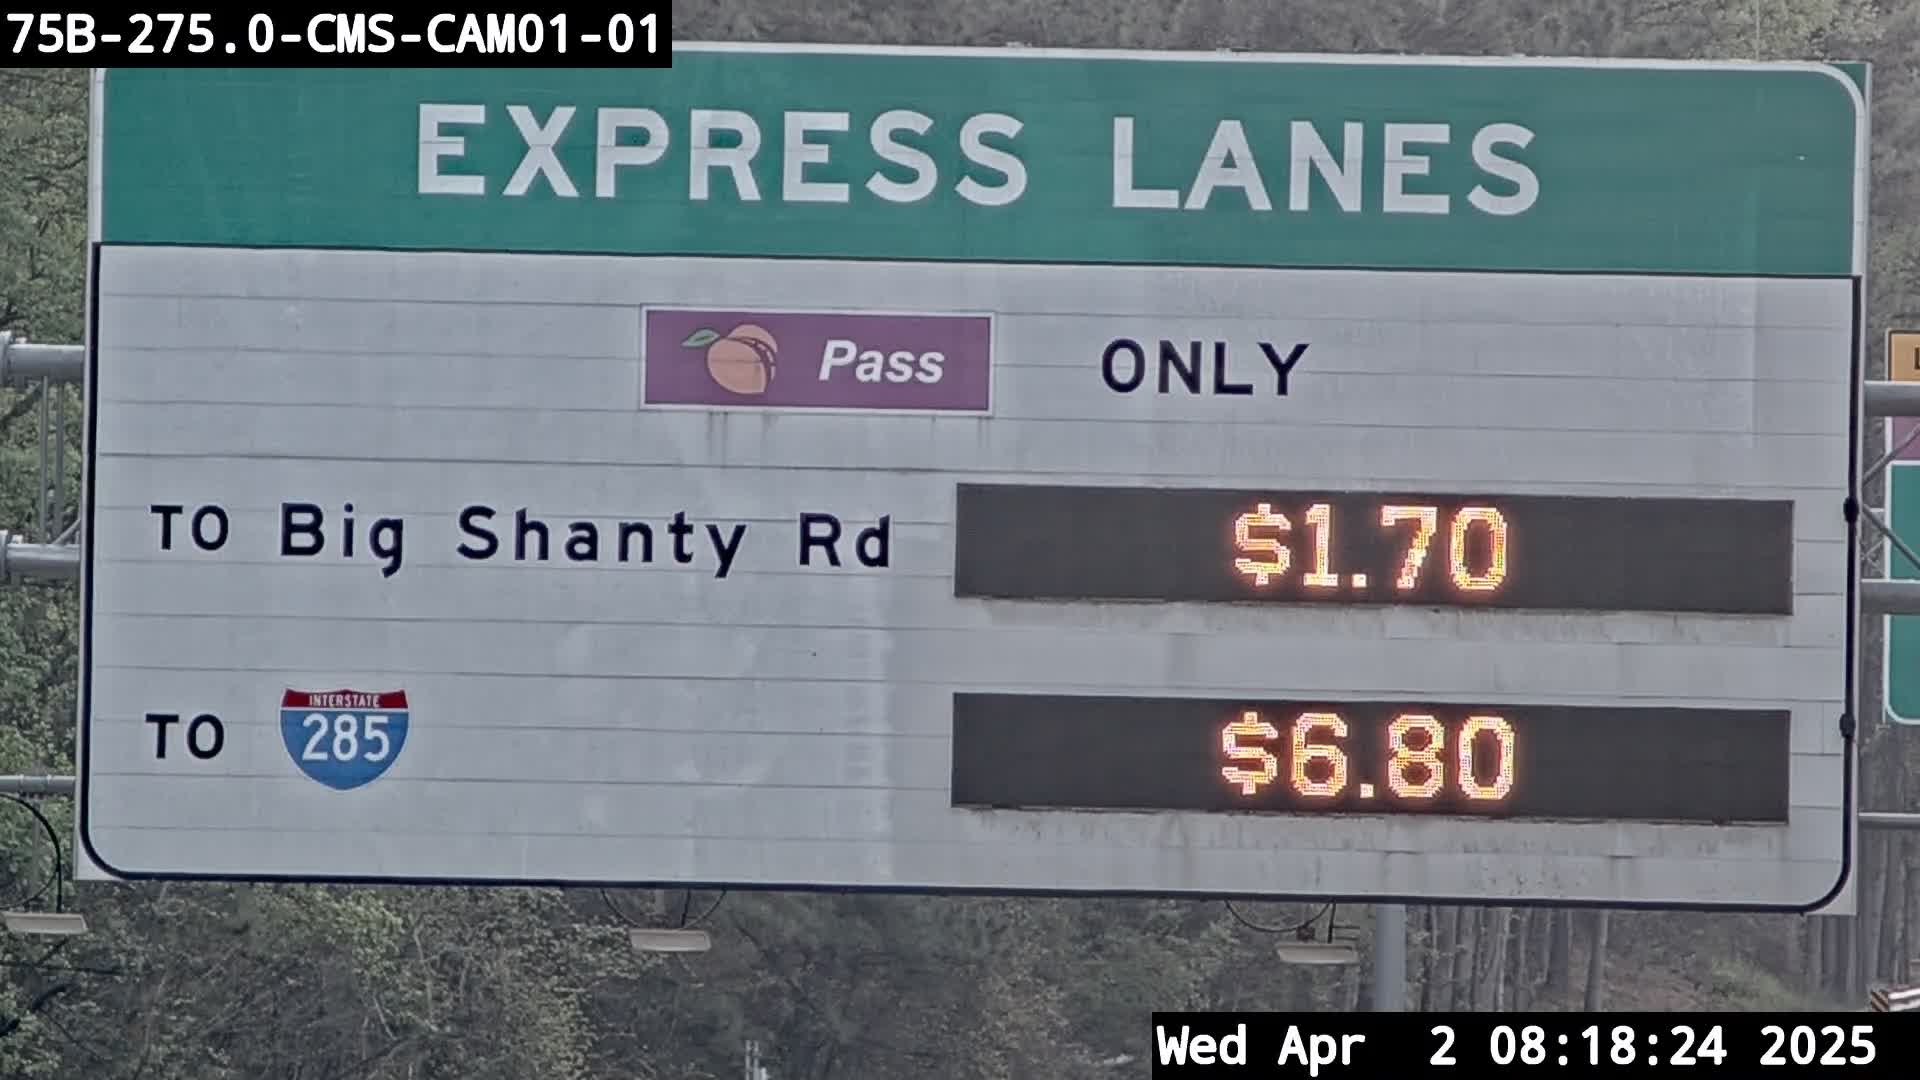 75B-275.0-CMS-CAM01-01
EXPRESS LANES
Pass ONLY
TO Big Shanty Rd $1.70
TO INTERSTATE 285 $6.80
Wed Apr 2 08:18:24 2025